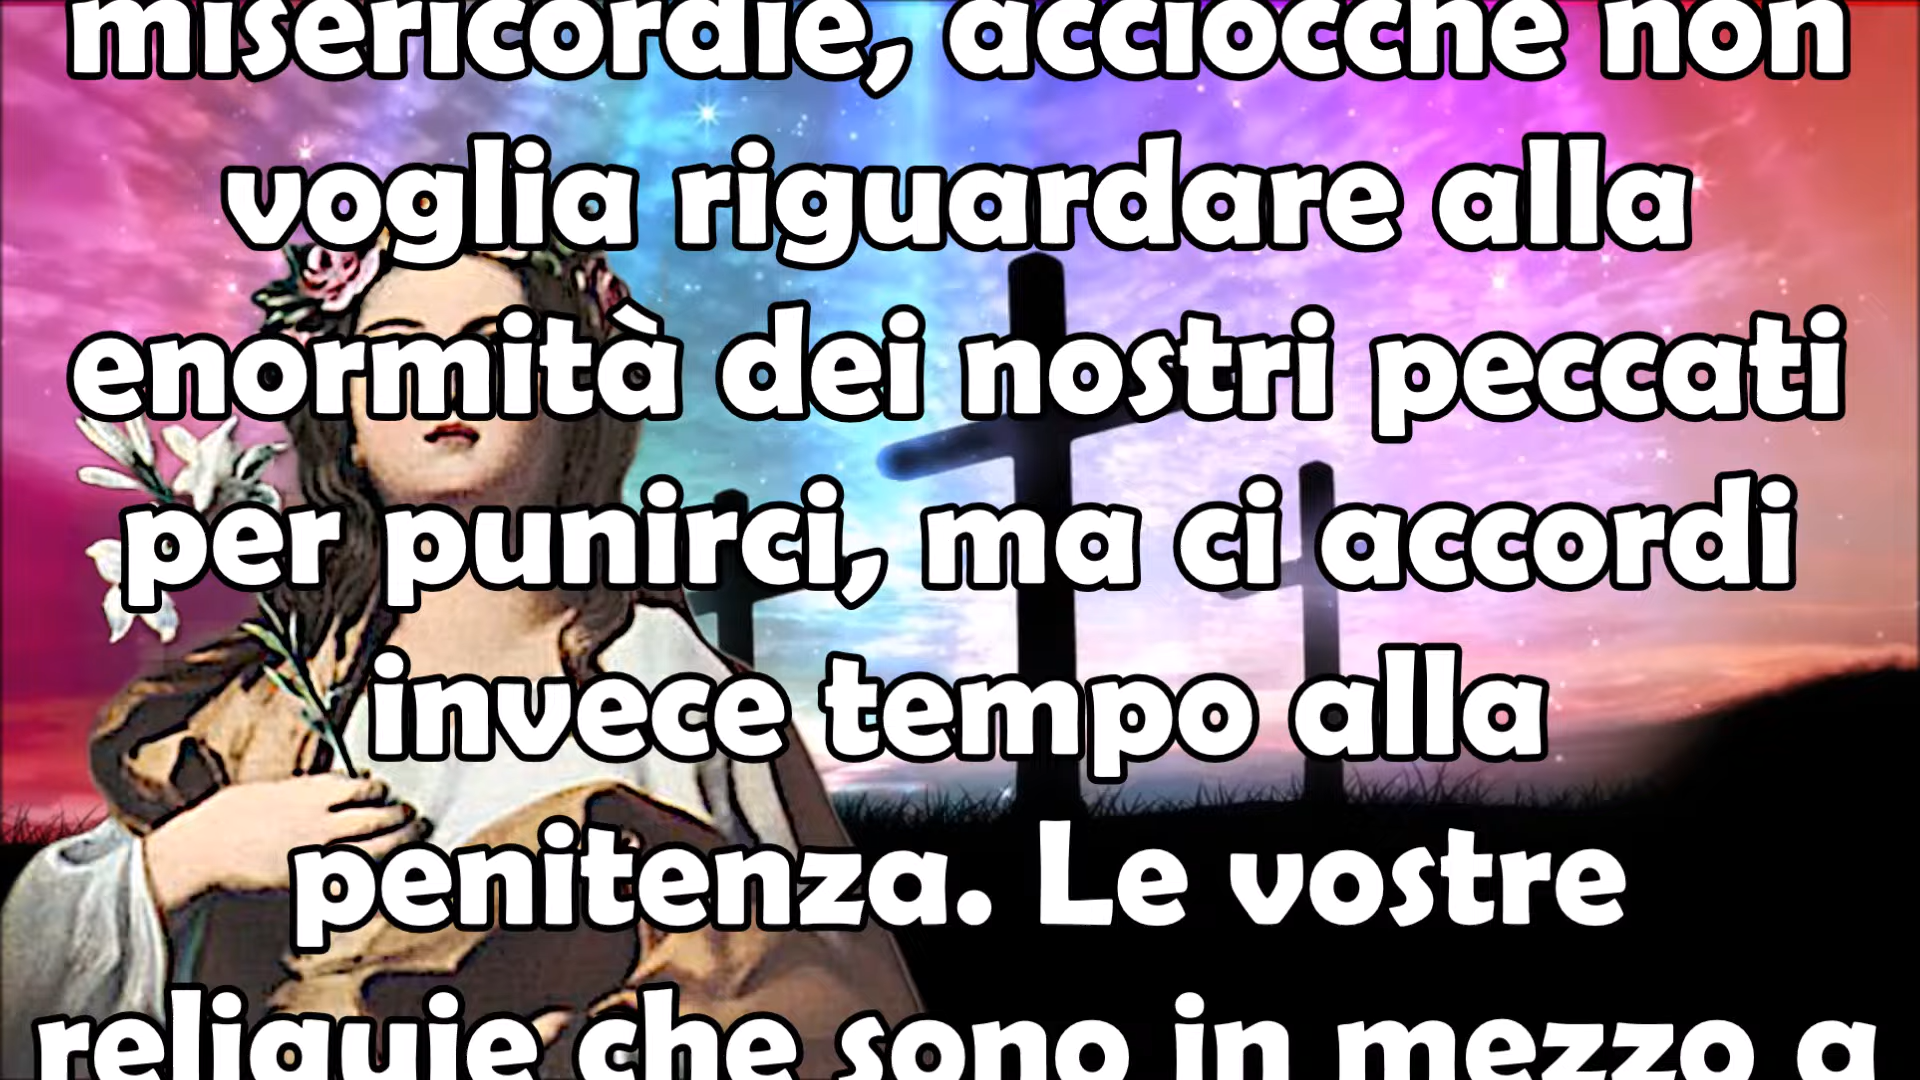 misericordie, acciocche non
voglia riguardare alla
enormità dei nostri peccati
per punirci, ma ci accordi
invece tempo alla
penitenza. Le vostre
reliquie che sono in mezzo a